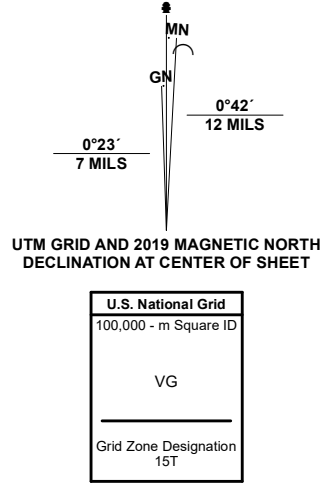 MN
GN
0°42´
12 MILS
0°23´
7 MILS
UTM GRID AND 2019 MAGNETIC NORTH
DECLINATION AT CENTER OF SHEET
U.S. National Grid
100,000 - m Square ID
VG
Grid Zone Designation
15T